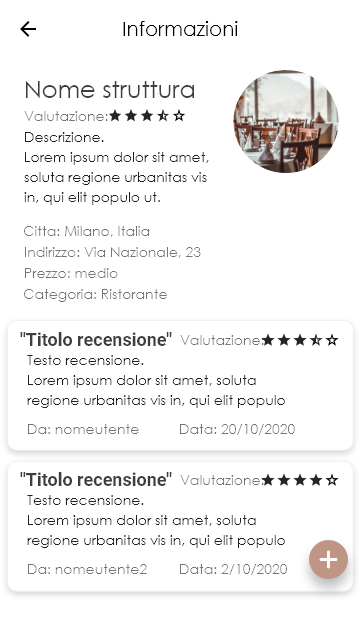 Informazioni
Nome struttura
Valutazione:
Descrizione.
Lorem ipsum dolor sit amet,
soluta regione urbanitas vis
in, qui elit populo ut.
Citta: Milano, Italia
Indirizzo: Via Nazionale, 23
Prezzo: medio
Categoria: Ristorante
"Titolo recensione" Valutazione:
Testo recensione.
Lorem ipsum dolor sit amet, soluta
regione urbanitas vis in, qui elit populo
Da: nomeutente Data: 20/10/2020
"Titolo recensione" Valutazione:
Testo recensione.
Lorem ipsum dolor sit amet, soluta
regione urbanitas vis in, qui elit populo
Da: nomeutente2 Data: 2/10/2020